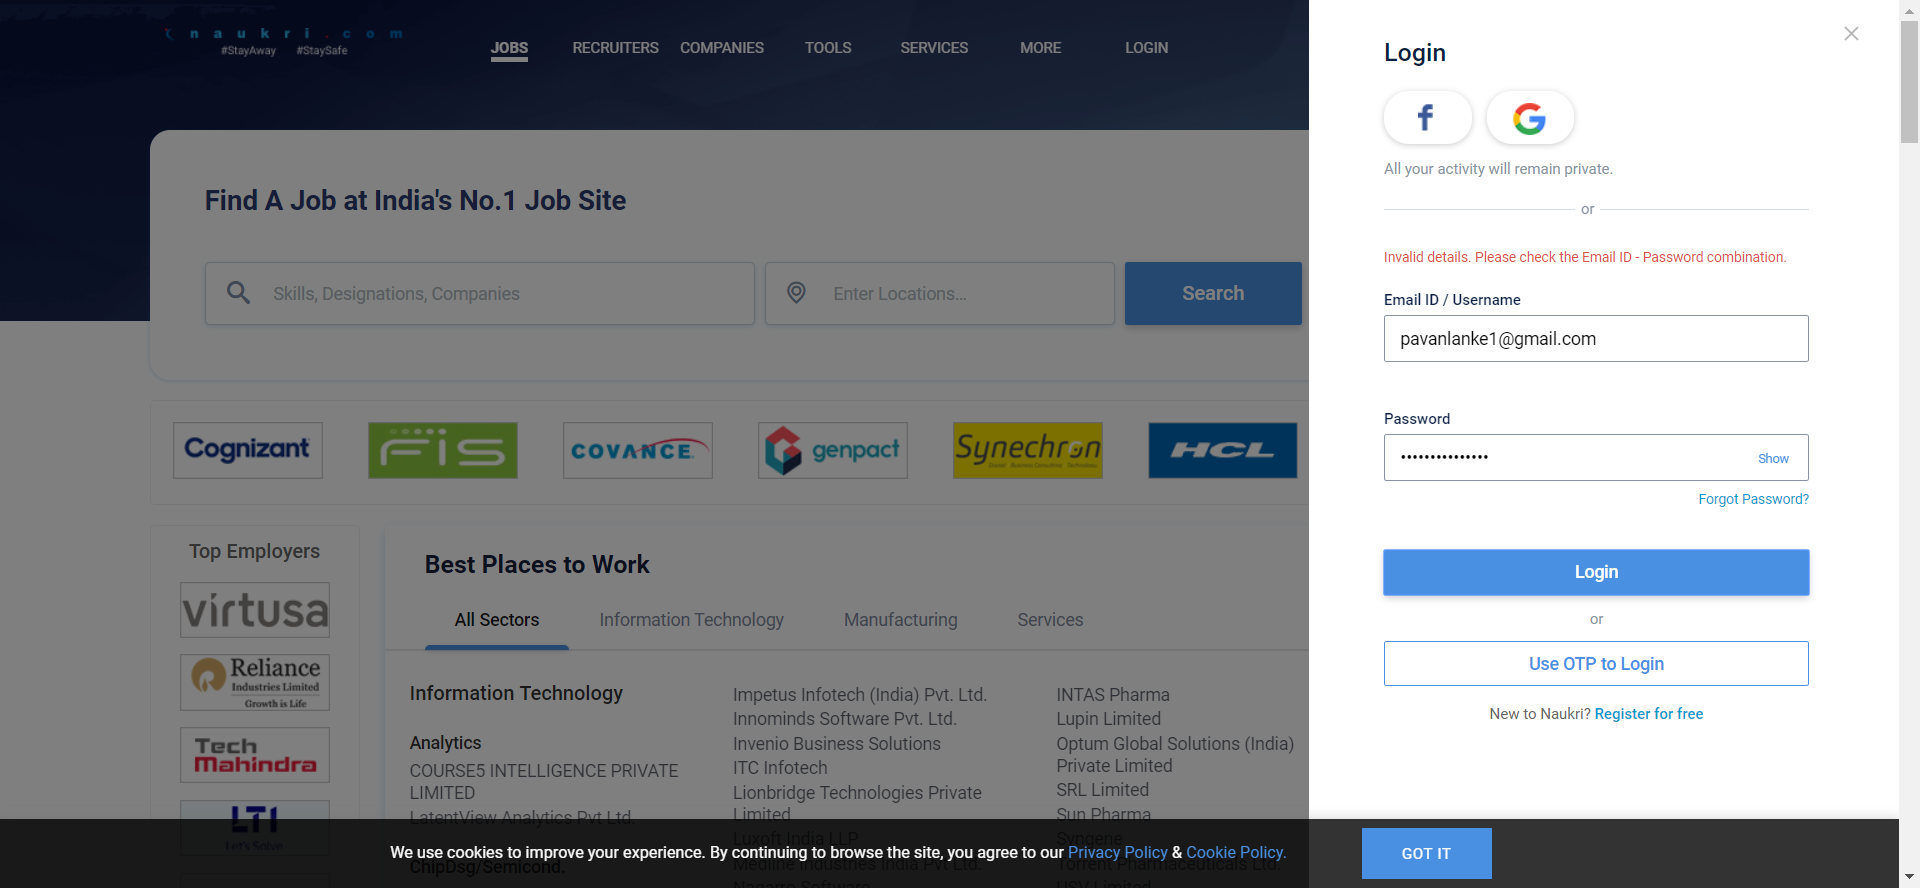 naukri.com
#StayAway #StaySafe
JOBS RECRUITERS COMPANIES TOOLS SERVICES MORE LOGIN
Find A Job at India's No.1 Job Site
Skills, Designations, Companies
Enter Locations...
Search
Cognizant FIS COVANCE genpact Synechron HCL
Top Employers
virtusa
Reliance
Industries Limited
Growth is Life
Tech
Mahindra
LTI
Let's Solve
Best Places to Work
All Sectors Information Technology Manufacturing Services
Information Technology
Analytics
COURSE5 INTELLIGENCE PRIVATE
LIMITED
LatentView Analytics Pvt Ltd.
ChipDsg/Semicond.
Impetus Infotech (India) Pvt. Ltd.
Innominds Software Pvt. Ltd.
Invenio Business Solutions
ITC Infotech
Lionbridge Technologies Private
Limited
Luxoft India LLP
Medline Industries India Pvt Ltd.
Nagarro Software
INTAS Pharma
Lupin Limited
Optum Global Solutions (India)
Private Limited
SRL Limited
Sun Pharma
Syngene
Torrent Pharmaceuticals Ltd.
USV Limited
Login
All your activity will remain private.
or
Invalid details. Please check the Email ID - Password combination.
Email ID / Username
pavanlanke1@gmail.com
Password
Show
Forgot Password?
Login
or
Use OTP to Login
New to Naukri? Register for free
We use cookies to improve your experience. By continuing to browse the site, you agree to our Privacy Policy & Cookie Policy.
GOT IT